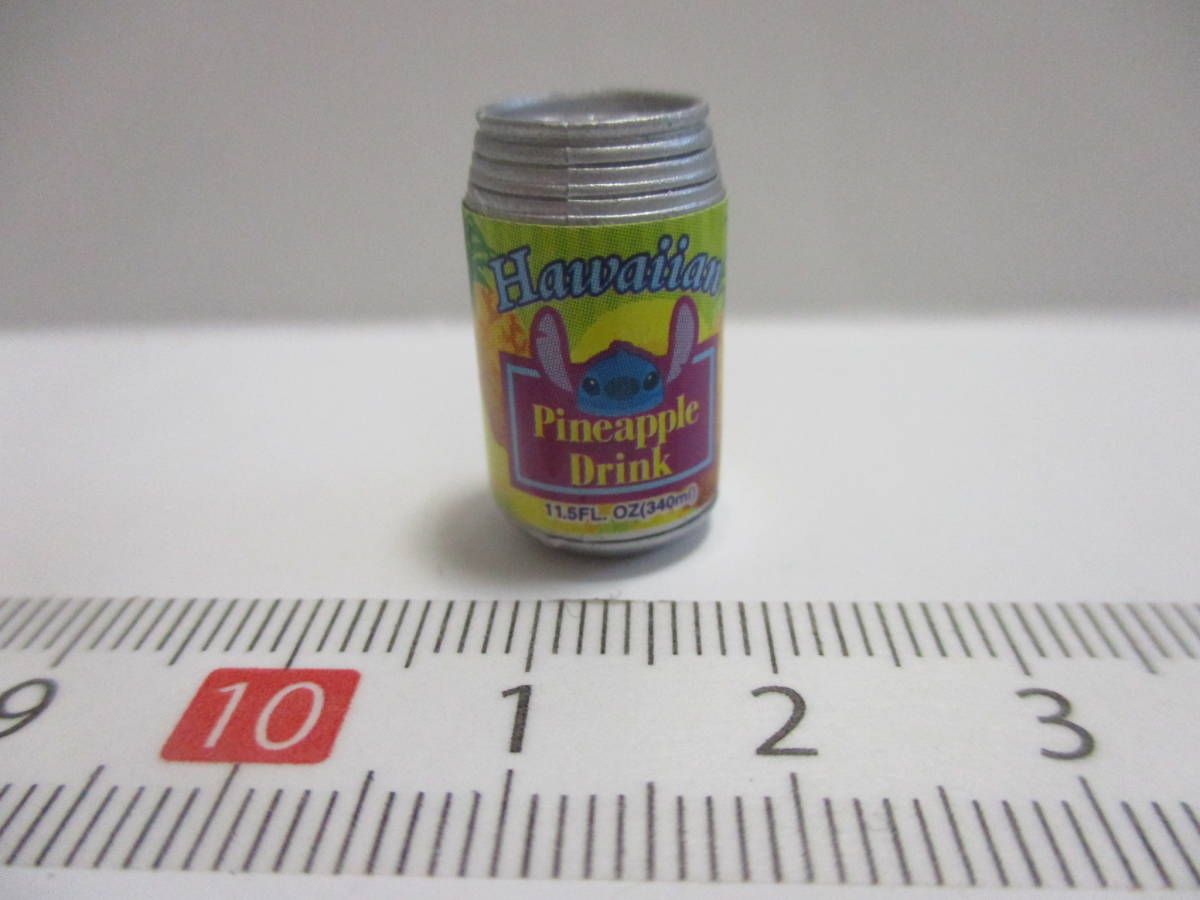 Hawaiian
Pineapple
Drink
11.5FL. OZ(340ml)
9 10 1 2 3